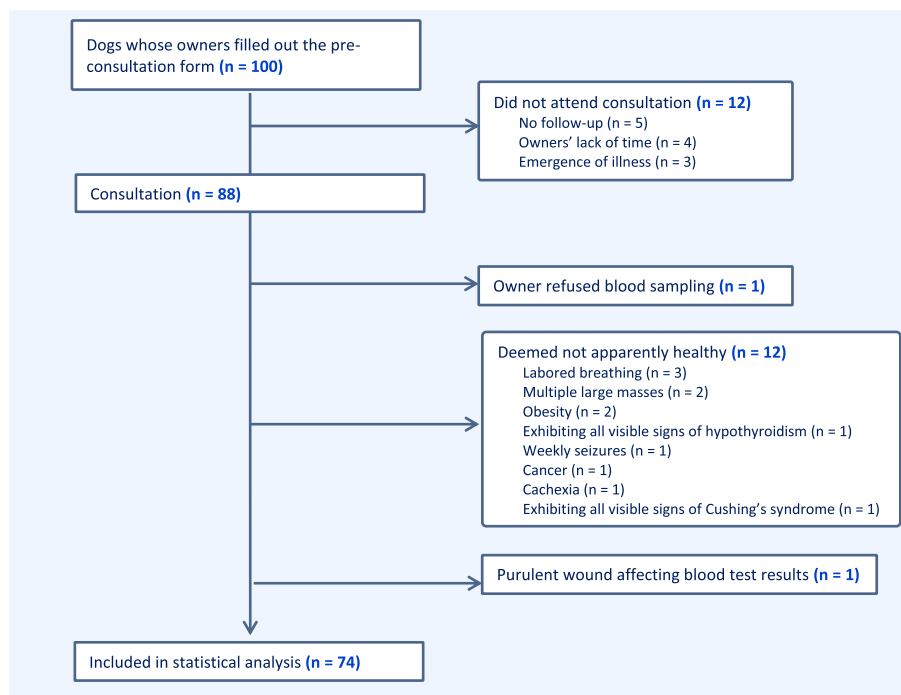 Dogs whose owners filled out the pre-
consultation form (n = 100)
Did not attend consultation (n = 12)
No follow-up (n = 5)
Owners’ lack of time (n = 4)
Emergence of illness (n = 3)
Consultation (n = 88)
Owner refused blood sampling (n = 1)
Deemed not apparently healthy (n = 12)
Labored breathing (n = 3)
Multiple large masses (n = 2)
Obesity (n = 2)
Exhibiting all visible signs of hypothyroidism (n = 1)
Weekly seizures (n = 1)
Cancer (n = 1)
Cachexia (n = 1)
Exhibiting all visible signs of Cushing’s syndrome (n = 1)
Purulent wound affecting blood test results (n = 1)
Included in statistical analysis (n = 74)